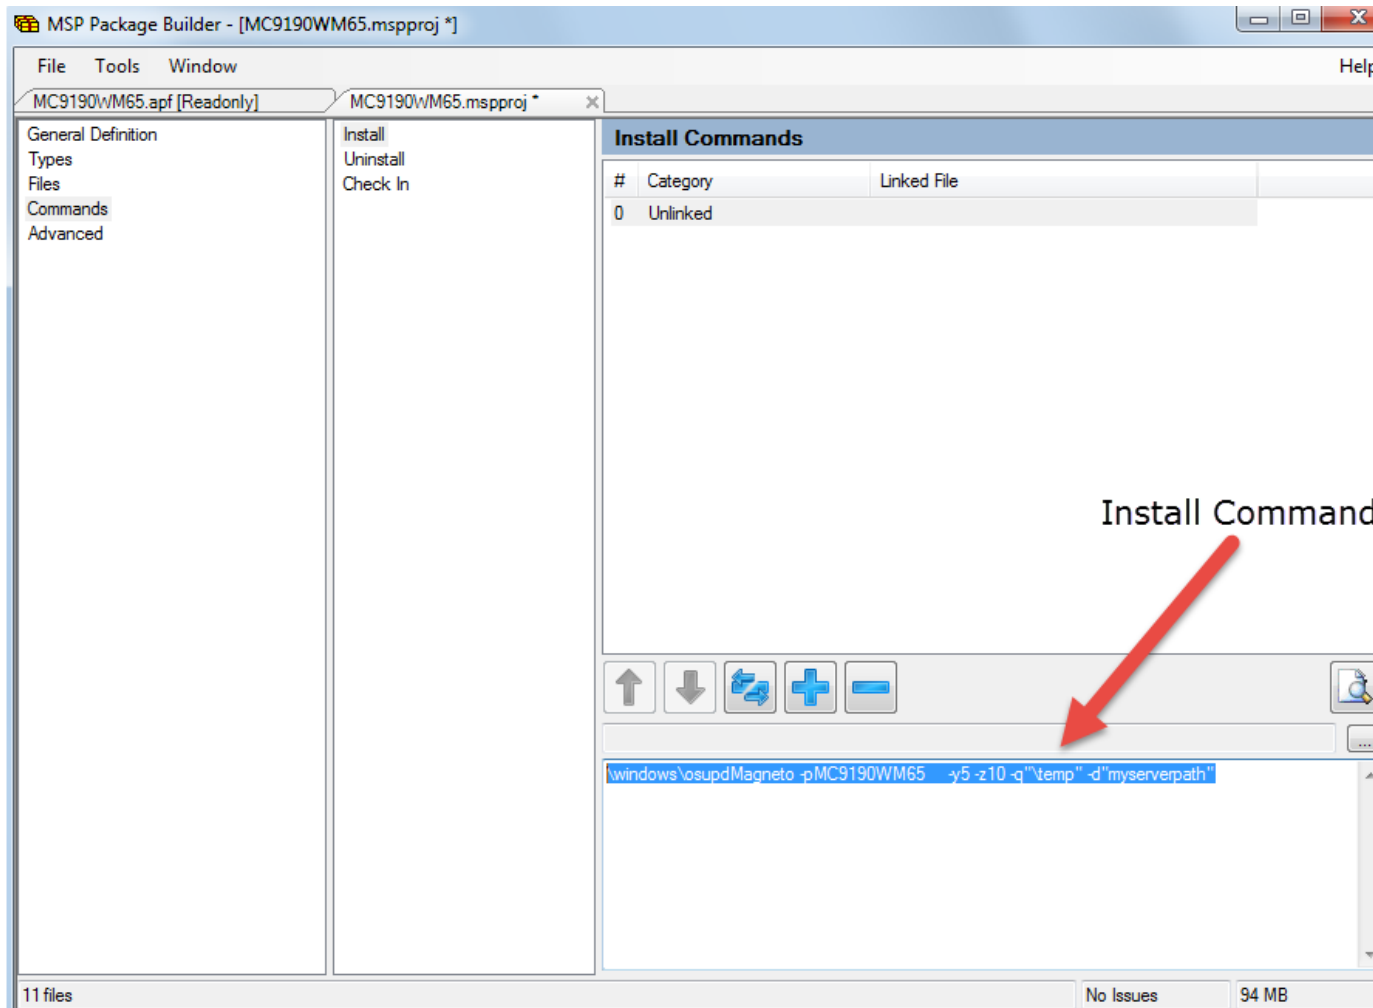 MSP Package Builder - [MC9190WM65.mspproj *]
File Tools Window Help
MC9190WM65.apf [Readonly] MC9190WM65.mspproj *
General Definition
Types
Files
Commands
Advanced
Install
Uninstall
Check In
Install Commands
# Category Linked File
0 Unlinked
Install Command
...
\windows\osupdMagneto -pMC9190WM65 -y5 -z10 -q"\temp" -d"myserverpath"
11 files No Issues 94 MB